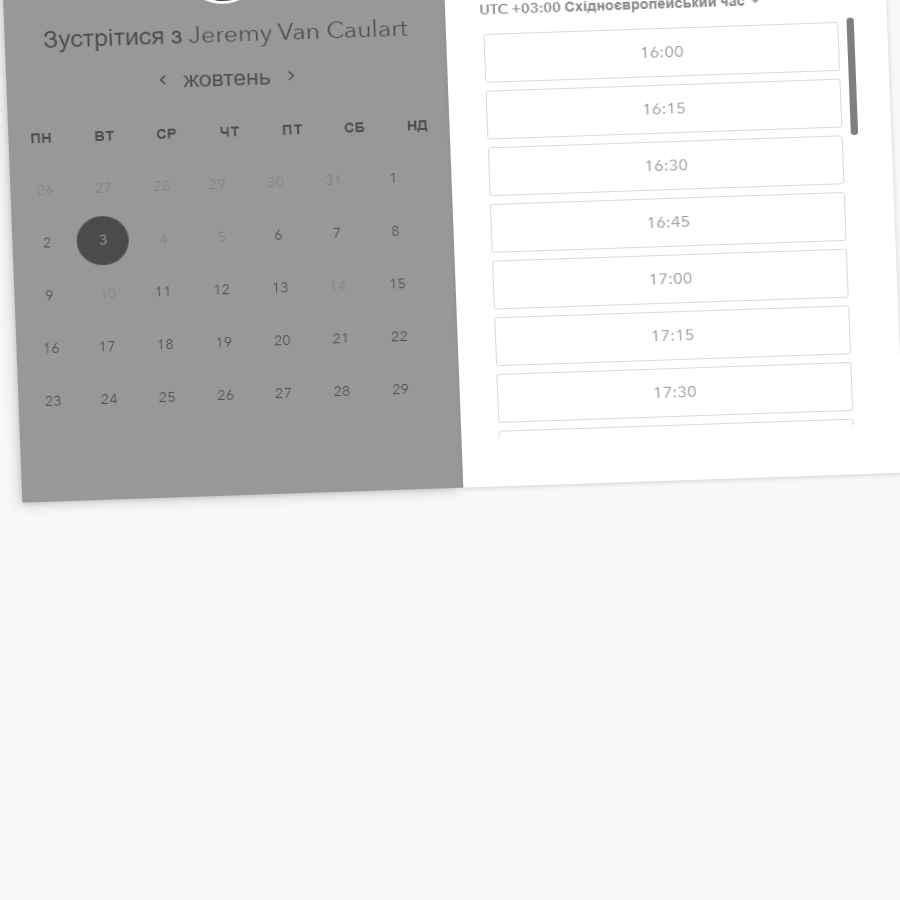 Зустрітися з Jeremy Van Caulart
жовтень
ПН ВТ СР ЧТ ПТ СБ НД
26 27 28 29 30 31 1
2 3 4 5 6 7 8
9 10 11 12 13 14 15
16 17 18 19 20 21 22
23 24 25 26 27 28 29
UTC +03:00 Східноєвропейський час
16:00
16:15
16:30
16:45
17:00
17:15
17:30